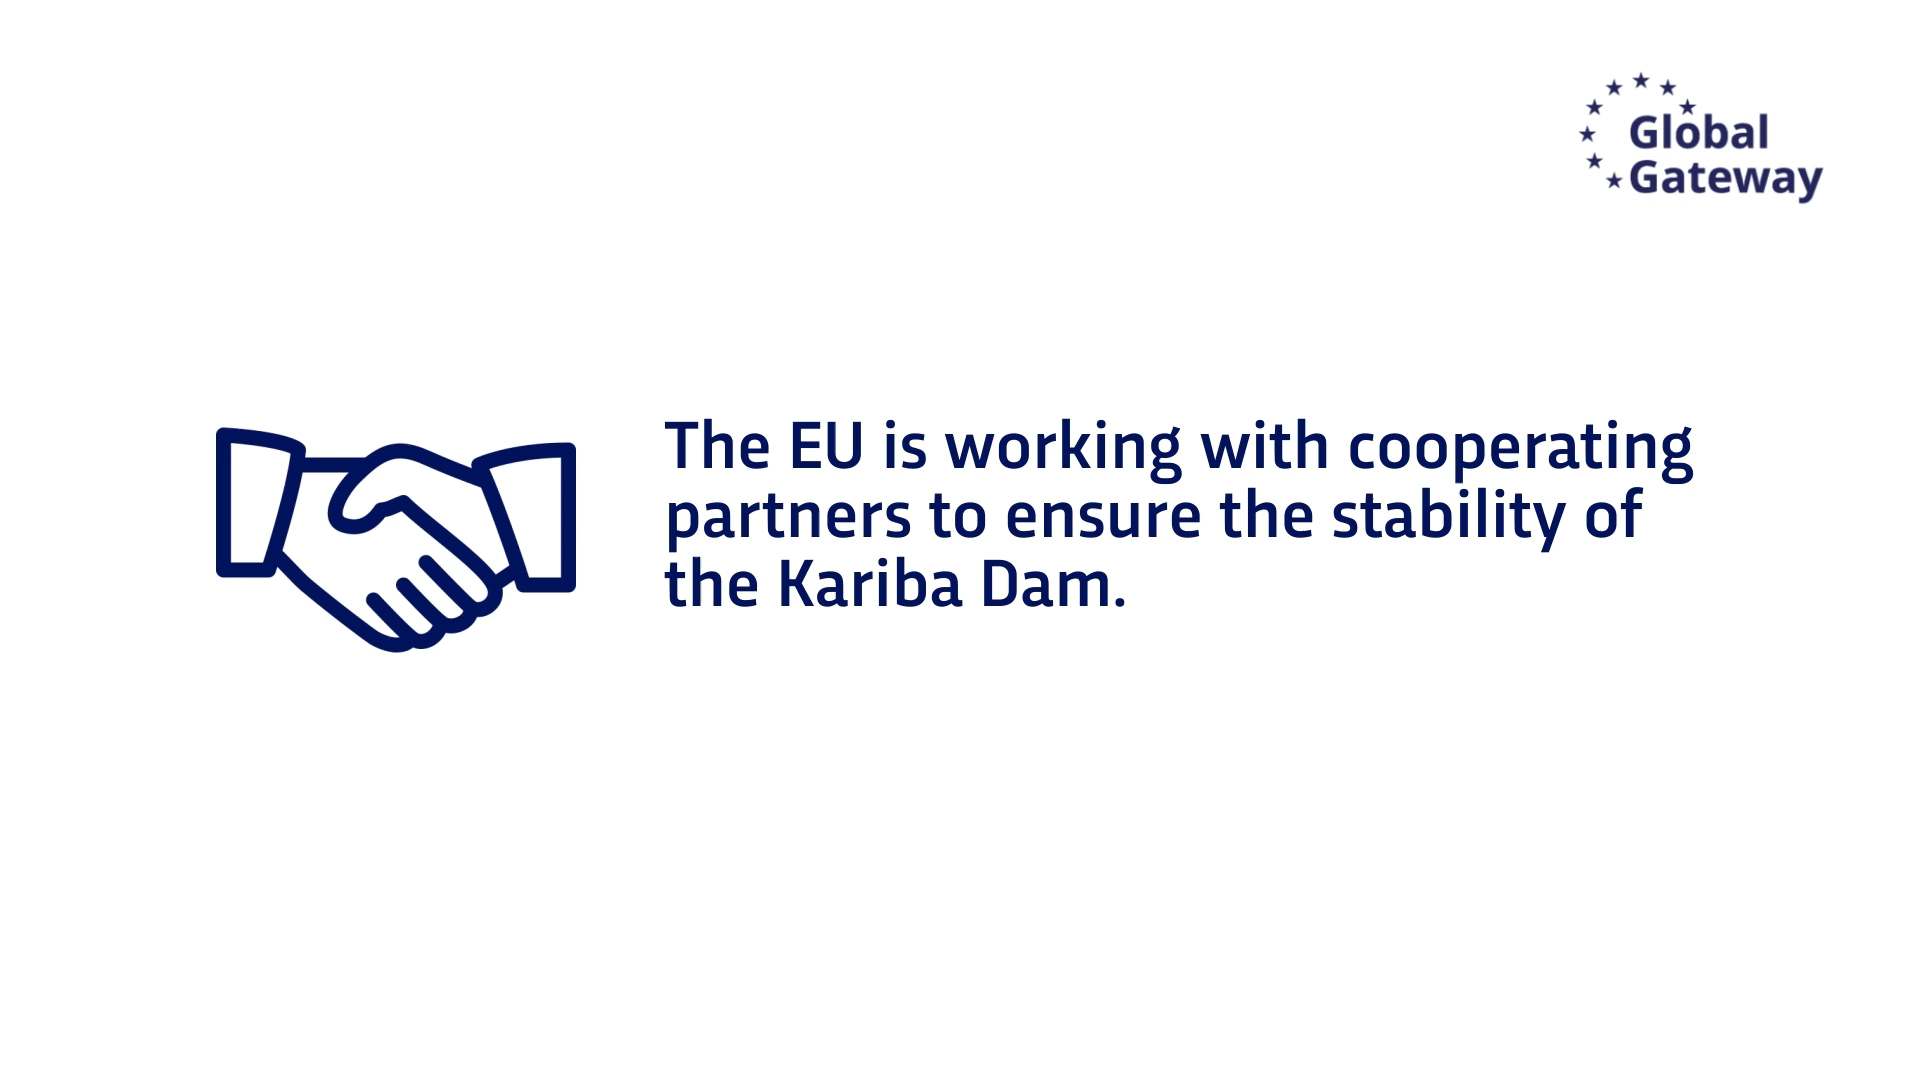 Global
Gateway
The EU is working with cooperating
partners to ensure the stability of
the Kariba Dam.